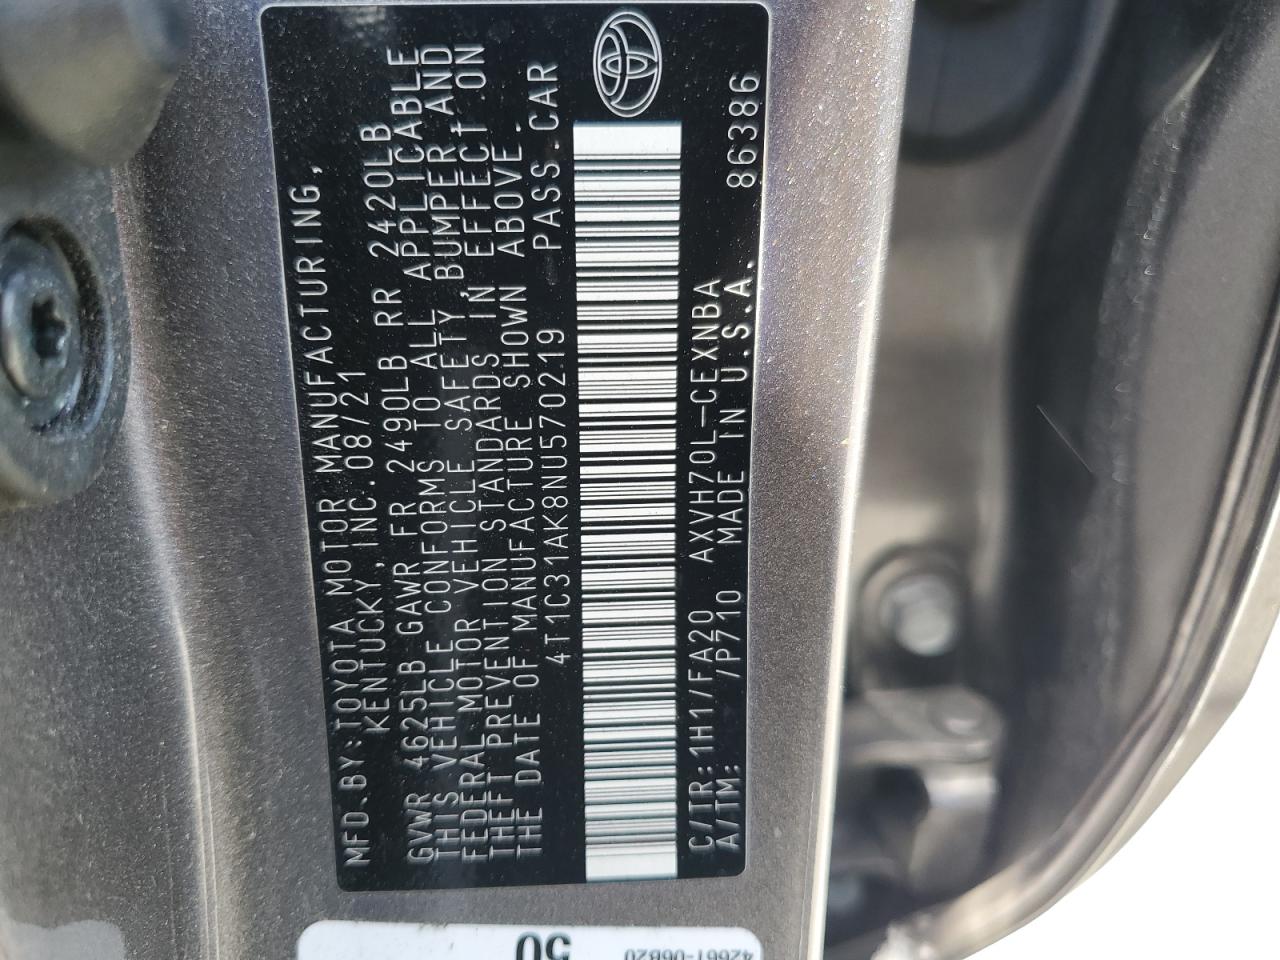 MFD.BY:TOYOTA MOTOR MANUFACTURING,
KENTUCKY,INC.08/21
GVWR 4625LB GAWR FR 2490LB RR 2420LB
THIS VEHICLE CONFORMS TO ALL APPLICABLE
FEDERAL MOTOR VEHICLE SAFETY,BUMPER,AND
THEFT PREVENTION STANDARDS IN EFFECT ON
THE DATE OF MANUFACTURE SHOWN ABOVE.
4T1C31AK8NU570219 PASS.CAR
C/TR:1H1/FA20 AXVH70L-CEXNBA 86386
A/TM: /P710 MADE IN U.S.A.
50
42661-06B20